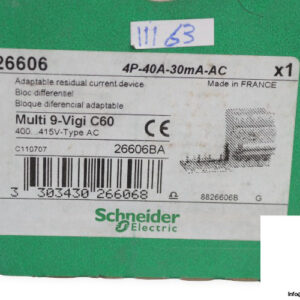 111 63
26606
4P-40A-30mA-AC
x1
Adaptable residual current device
Made in FRANCE
Bloc différentiel
Bloque diferencial adaptable
Multi 9-Vigi C60
400...415V-Type AC
CE
C110707
26606BA
3 303430 266068
8826606B
G
Schneider
Electric